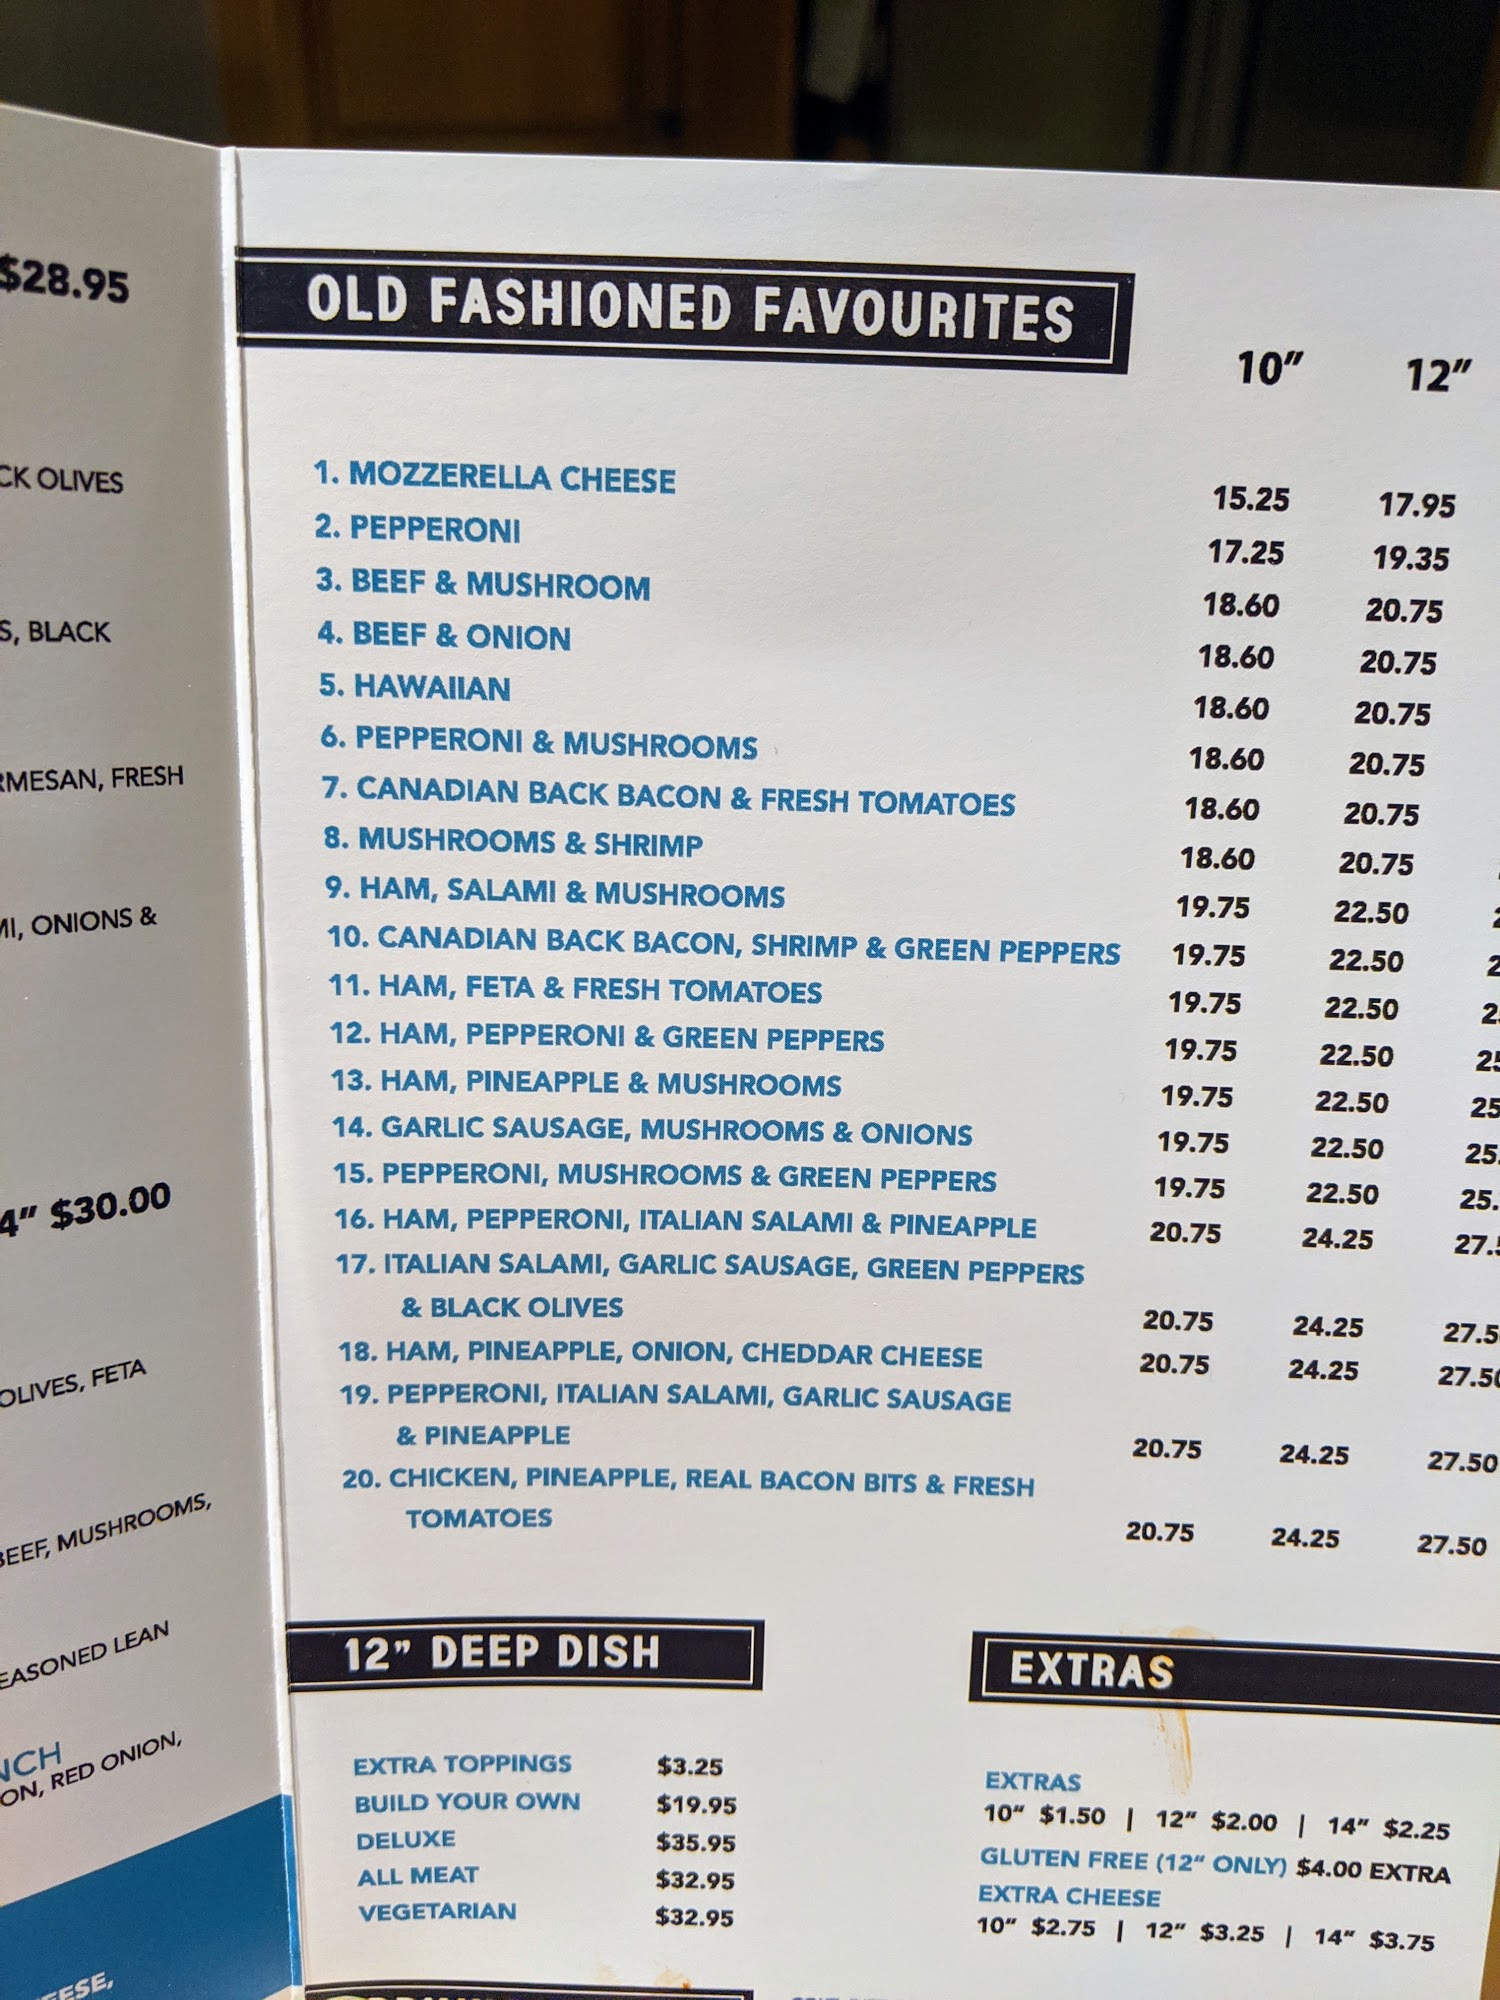 $28.95
CK OLIVES
S, BLACK
RMESAN, FRESH
MI, ONIONS &
4" $30.00
OLIVES, FETA
BEEF, MUSHROOMS,
EASONED LEAN
NCH
ON, RED ONION,
EESE,
OLD FASHIONED FAVOURITES
10" 12"
1. MOZZERELLA CHEESE 15.25 17.95
2. PEPPERONI 17.25 19.35
3. BEEF & MUSHROOM 18.60 20.75
4. BEEF & ONION 18.60 20.75
5. HAWAIIAN 18.60 20.75
6. PEPPERONI & MUSHROOMS 18.60 20.75
7. CANADIAN BACK BACON & FRESH TOMATOES 18.60 20.75
8. MUSHROOMS & SHRIMP 18.60 20.75
9. HAM, SALAMI & MUSHROOMS 19.75 22.50
10. CANADIAN BACK BACON, SHRIMP & GREEN PEPPERS 19.75 22.50 2
11. HAM, FETA & FRESH TOMATOES 19.75 22.50 2
12. HAM, PEPPERONI & GREEN PEPPERS 19.75 22.50 25
13. HAM, PINEAPPLE & MUSHROOMS 19.75 22.50 25
14. GARLIC SAUSAGE, MUSHROOMS & ONIONS 19.75 22.50 25.
15. PEPPERONI, MUSHROOMS & GREEN PEPPERS 19.75 22.50 25.
16. HAM, PEPPERONI, ITALIAN SALAMI & PINEAPPLE 20.75 24.25 27.5
17. ITALIAN SALAMI, GARLIC SAUSAGE, GREEN PEPPERS
& BLACK OLIVES 20.75 24.25 27.5
18. HAM, PINEAPPLE, ONION, CHEDDAR CHEESE 20.75 24.25 27.50
19. PEPPERONI, ITALIAN SALAMI, GARLIC SAUSAGE
& PINEAPPLE 20.75 24.25 27.50
20. CHICKEN, PINEAPPLE, REAL BACON BITS & FRESH
TOMATOES 20.75 24.25 27.50
12" DEEP DISH
EXTRA TOPPINGS $3.25
BUILD YOUR OWN $19.95
DELUXE $35.95
ALL MEAT $32.95
VEGETARIAN $32.95
EXTRAS
EXTRAS
10" $1.50 | 12" $2.00 | 14" $2.25
GLUTEN FREE (12" ONLY) $4.00 EXTRA
EXTRA CHEESE
10" $2.75 | 12" $3.25 | 14" $3.75